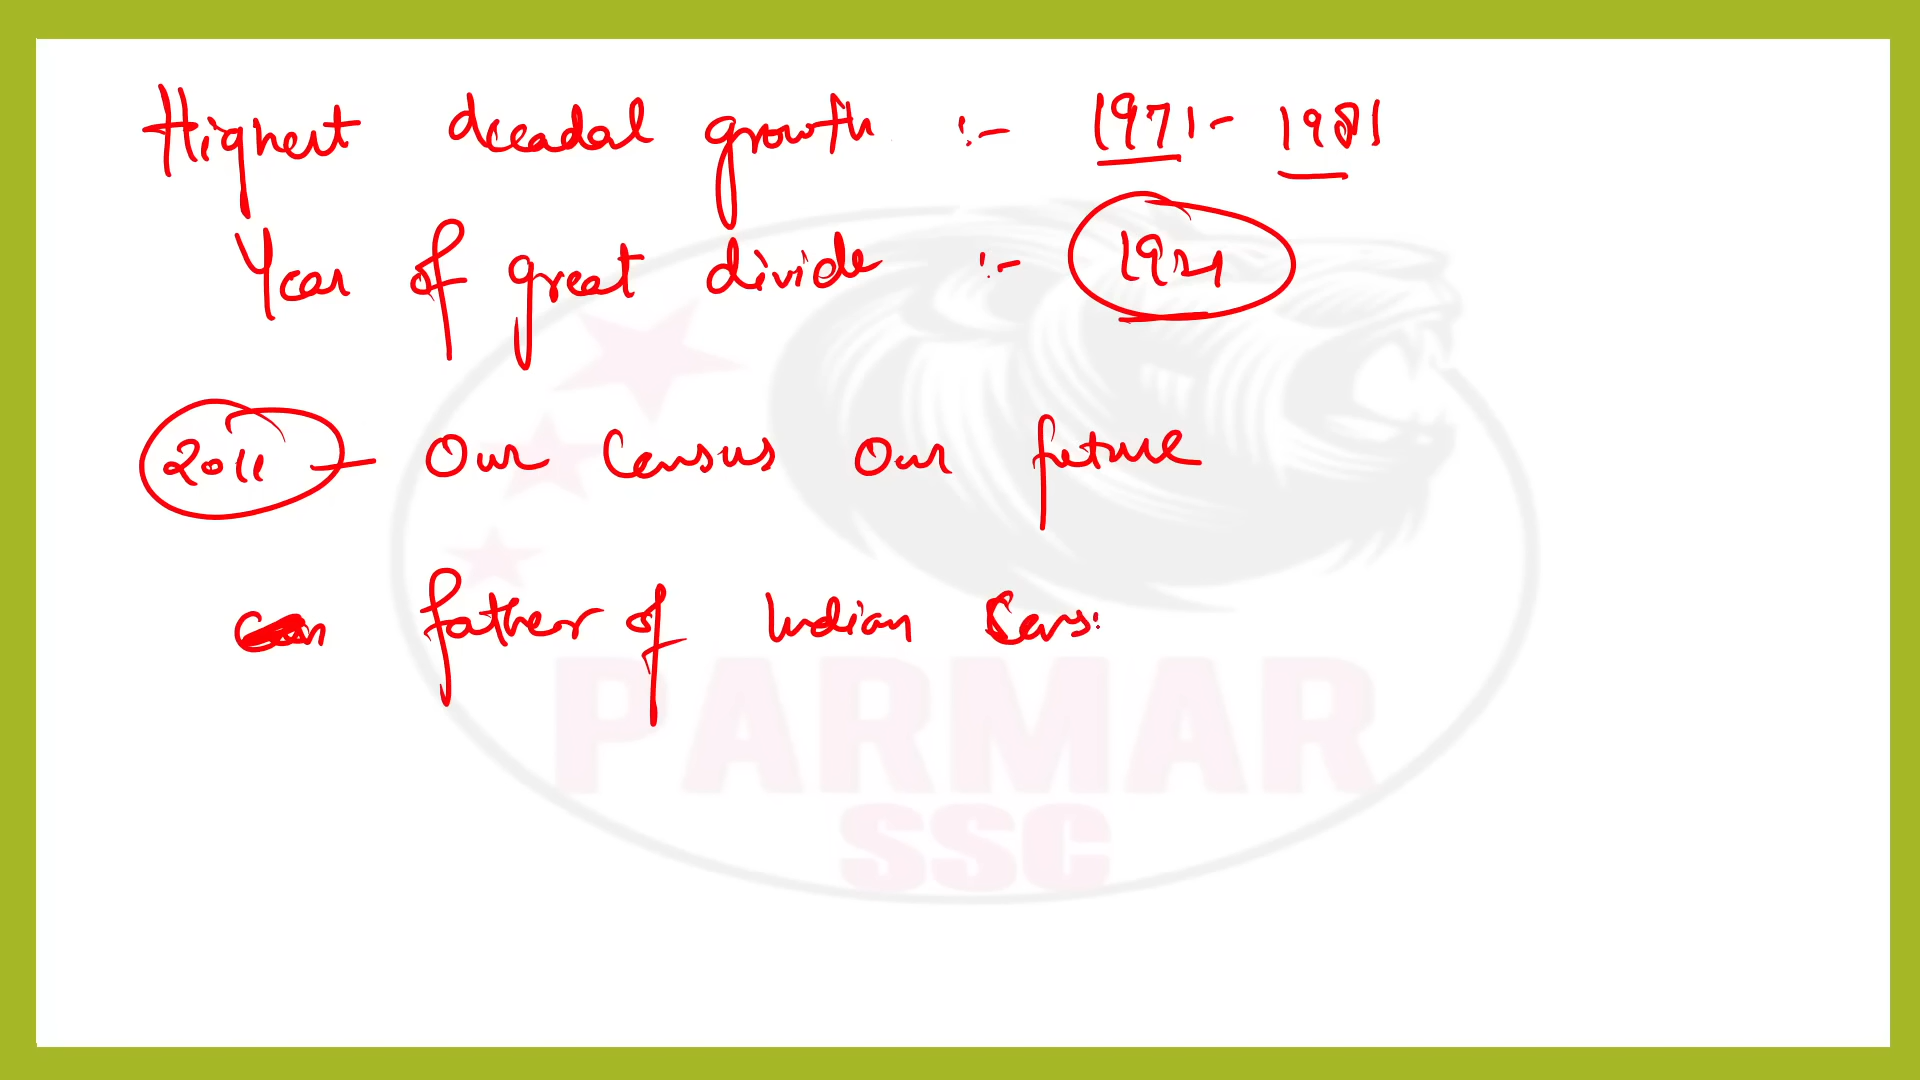 Highest decadal growth :- 1971 - 1981
Year of great divide :- 1921
2011 - Our Census Our future
father of Indian Cens
PARMAR
SSC